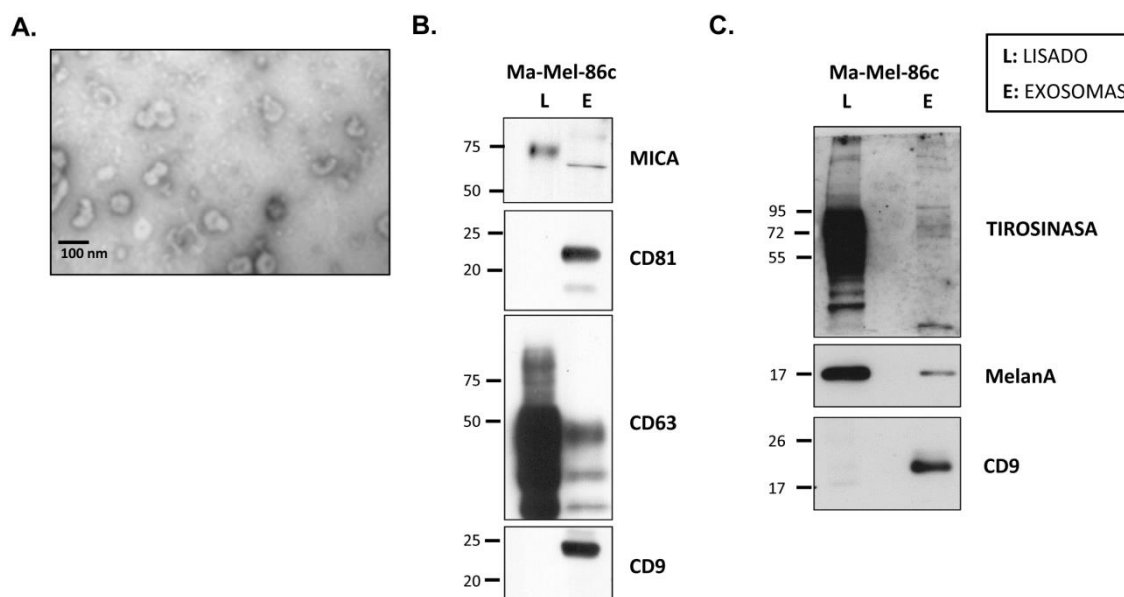 A.
100 nm
B.
Ma-Mel-86c
L E
75
50
MICA
25
20
CD81
75
50
CD63
25
20
CD9
C.
Ma-Mel-86c
L E
95
72
55
TIROSINASA
17
MelanA
26
17
CD9
L: LISADO
E: EXOSOMAS